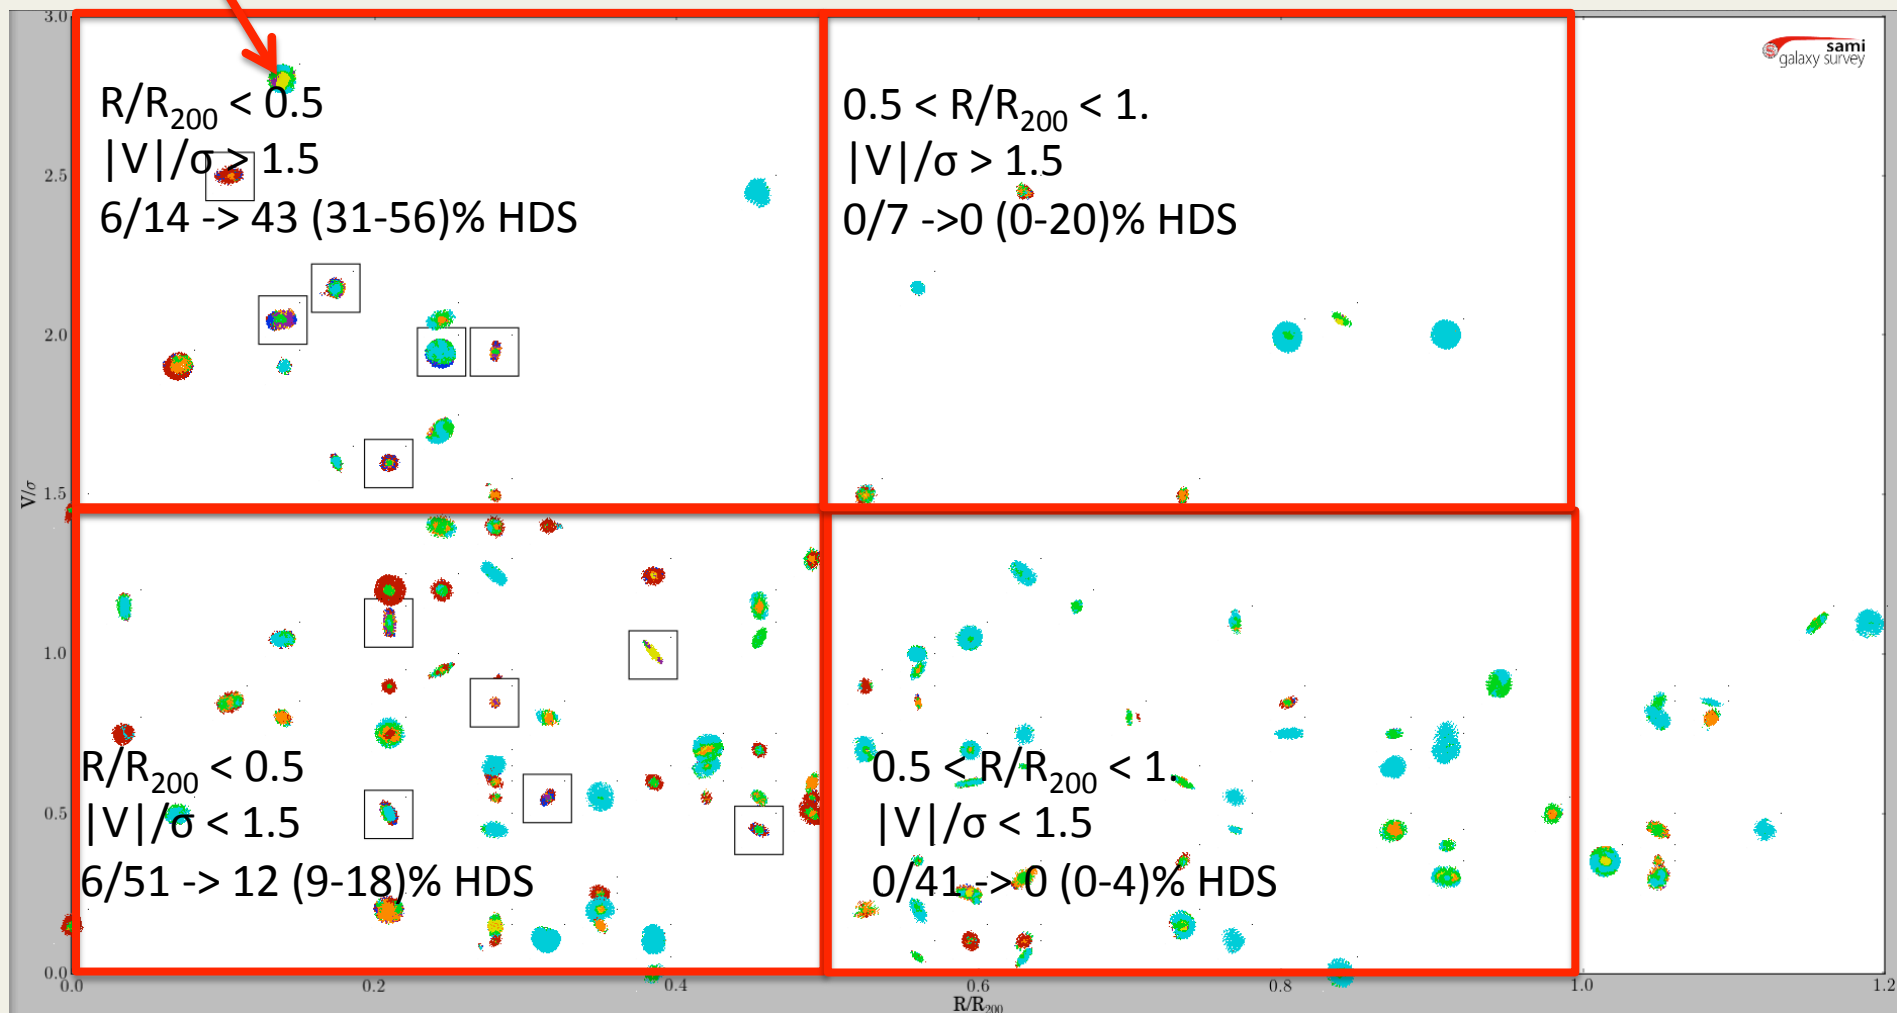 3.0
sami
galaxy survey
R/R200 < 0.5
|V|/σ > 1.5
6/14 -> 43 (31-56)% HDS
0.5 < R/R200 < 1.
|V|/σ > 1.5
0/7 ->0 (0-20)% HDS
2.5
2.0
V/σ
1.5
1.0
R/R200 < 0.5
|V|/σ < 1.5
6/51 -> 12 (9-18)% HDS
0.5 < R/R200 < 1.
|V|/σ < 1.5
0/41 ->0 (0-4)% HDS
0.5
0.0
0.0 0.2 0.4 0.6 0.8 1.0 1.2
R/R200